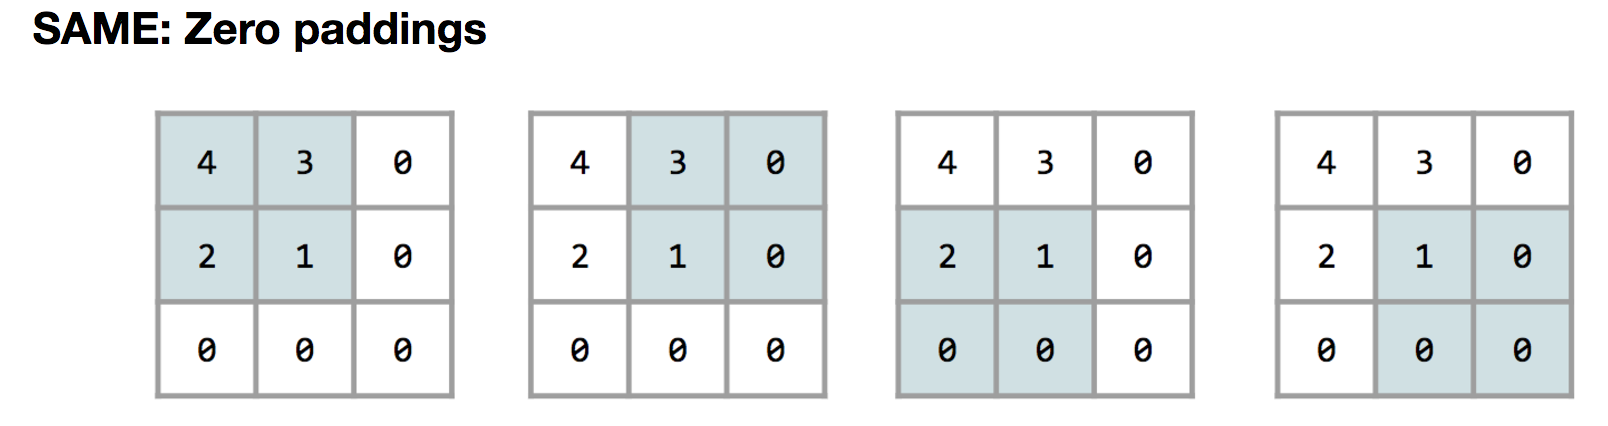 SAME: Zero paddings
4 3 0 4 3 0 4 3 0 4 3 0
2 1 0 2 1 0 2 1 0 2 1 0
0 0 0 0 0 0 0 0 0 0 0 0